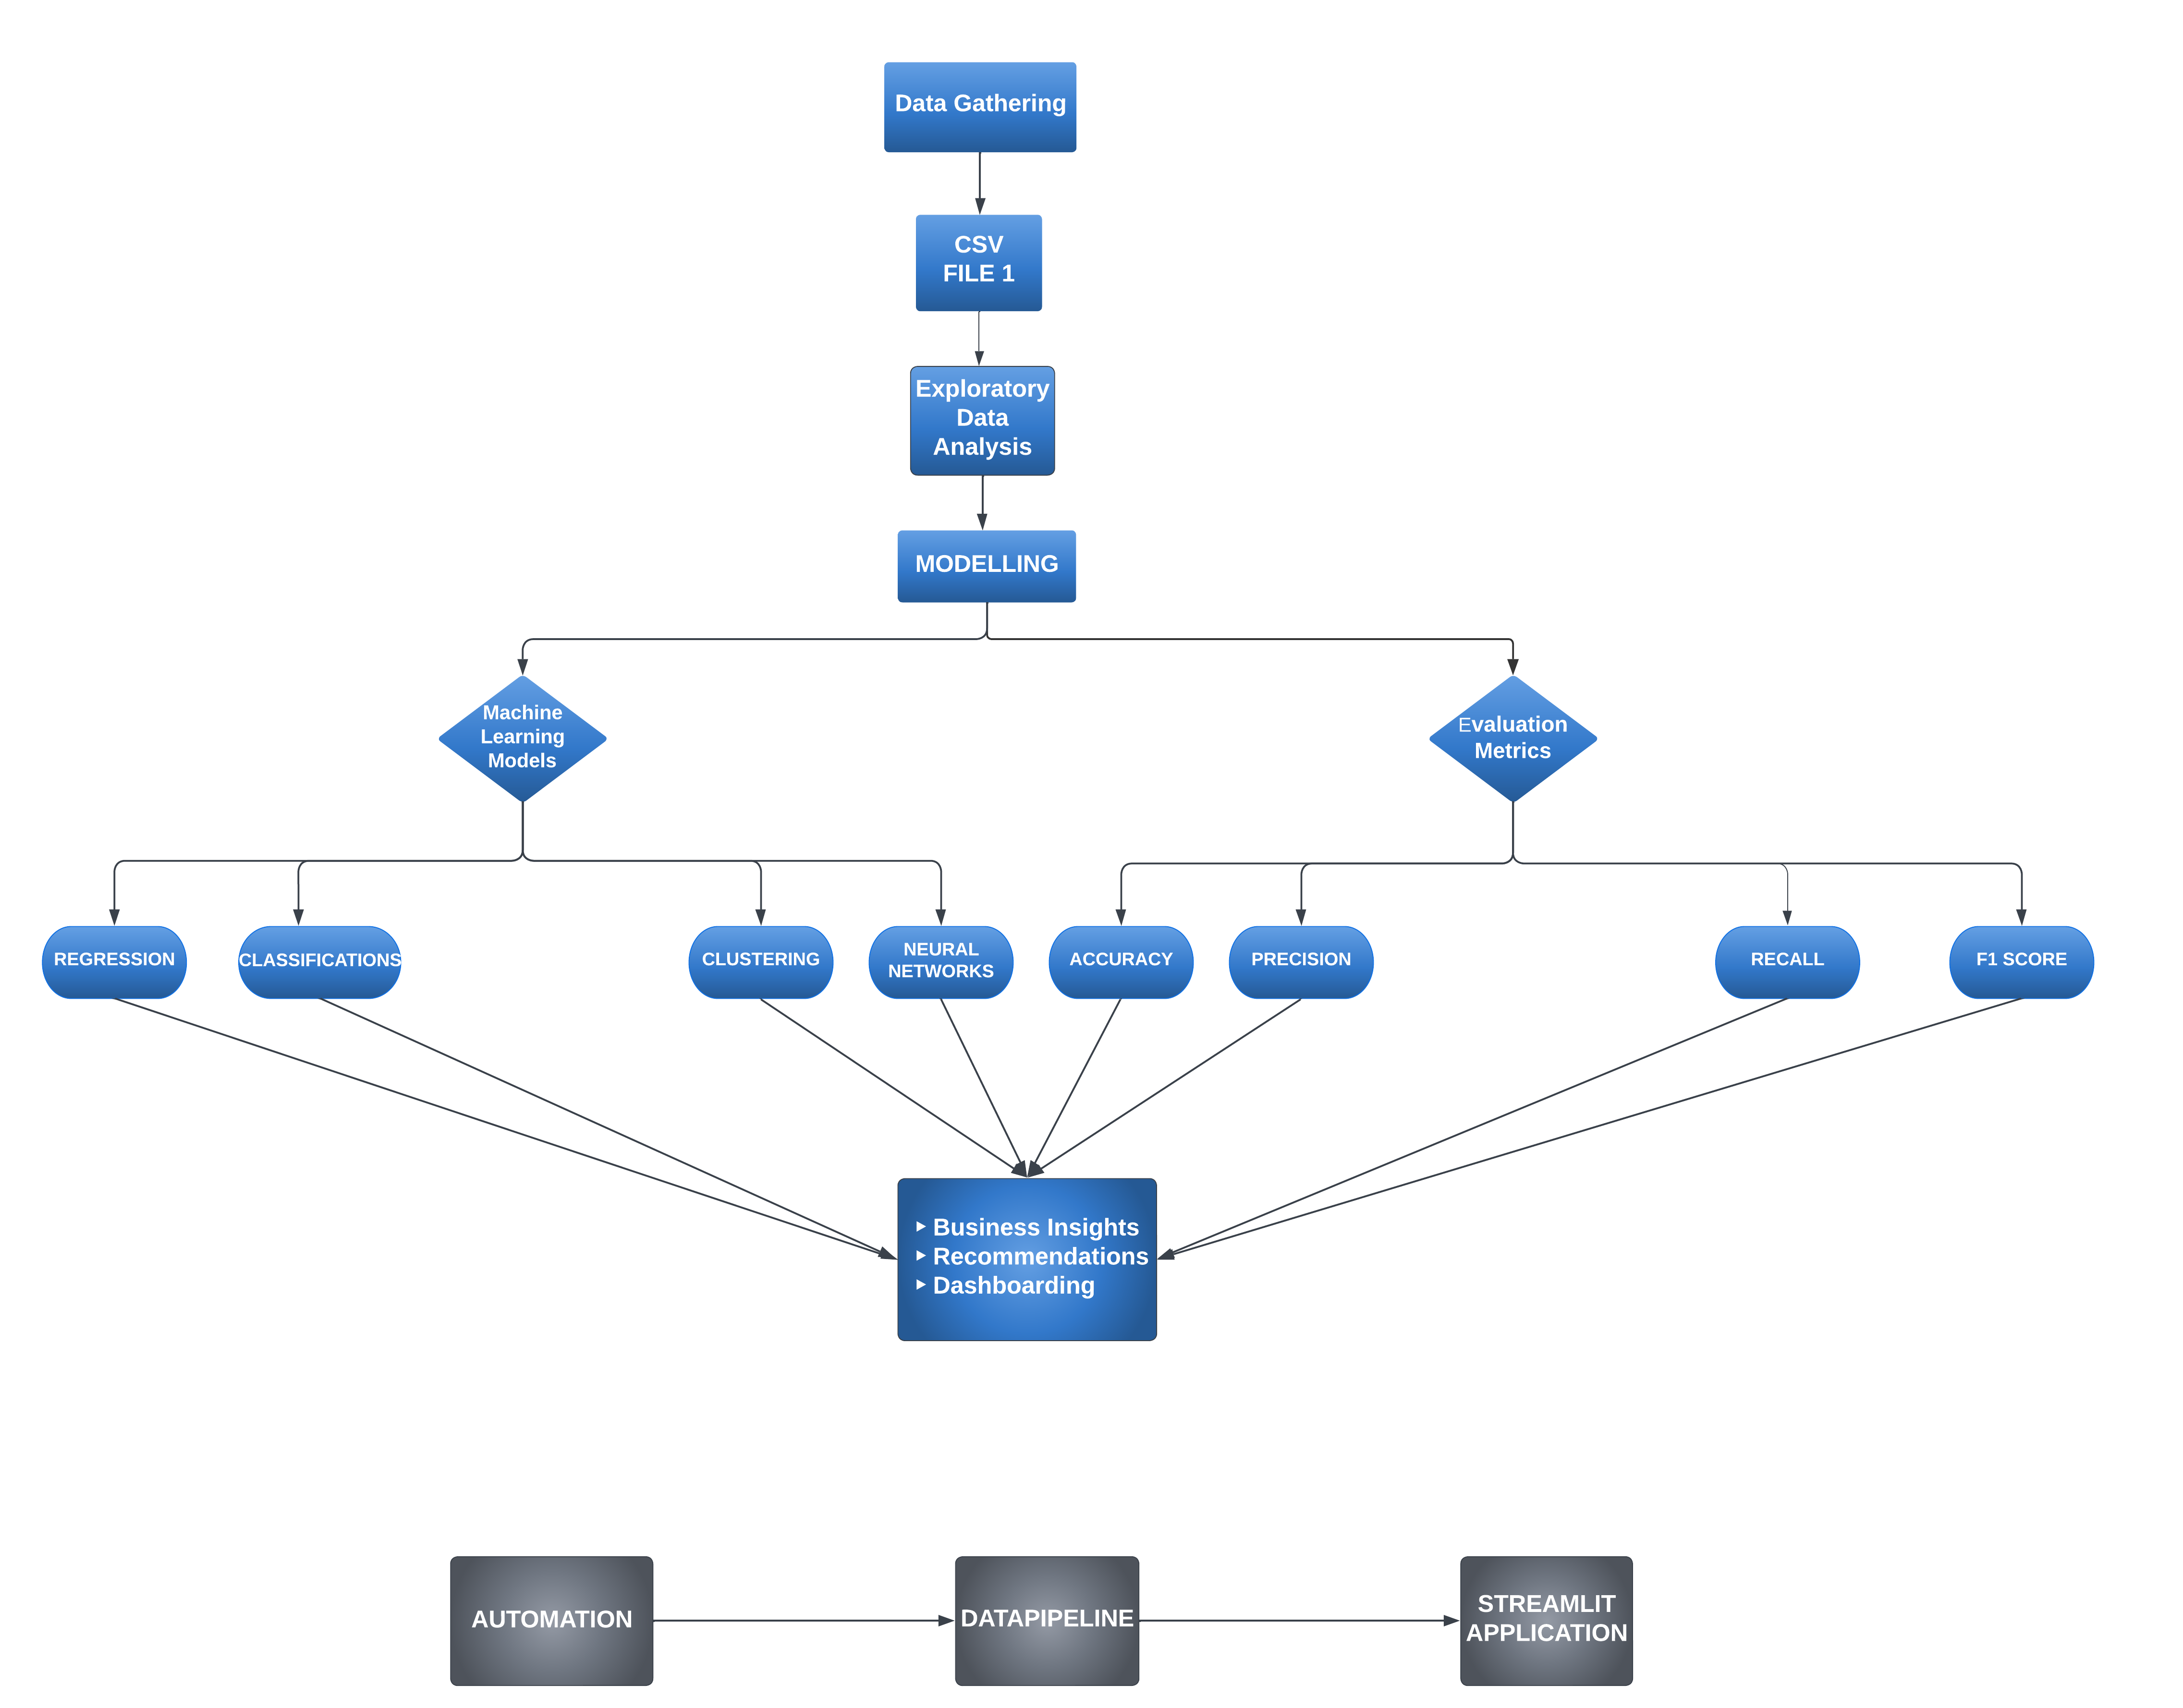 Data Gathering
CSV
FILE 1
Exploratory
Data
Analysis
MODELLING
Machine
Learning
Models
Evaluation
Metrics
REGRESSION
CLASSIFICATIONS
CLUSTERING
NEURAL
NETWORKS
ACCURACY
PRECISION
RECALL
F1 SCORE
Business Insights
Recommendations
Dashboarding
AUTOMATION
DATAPIPELINE
STREAMLIT
APPLICATION